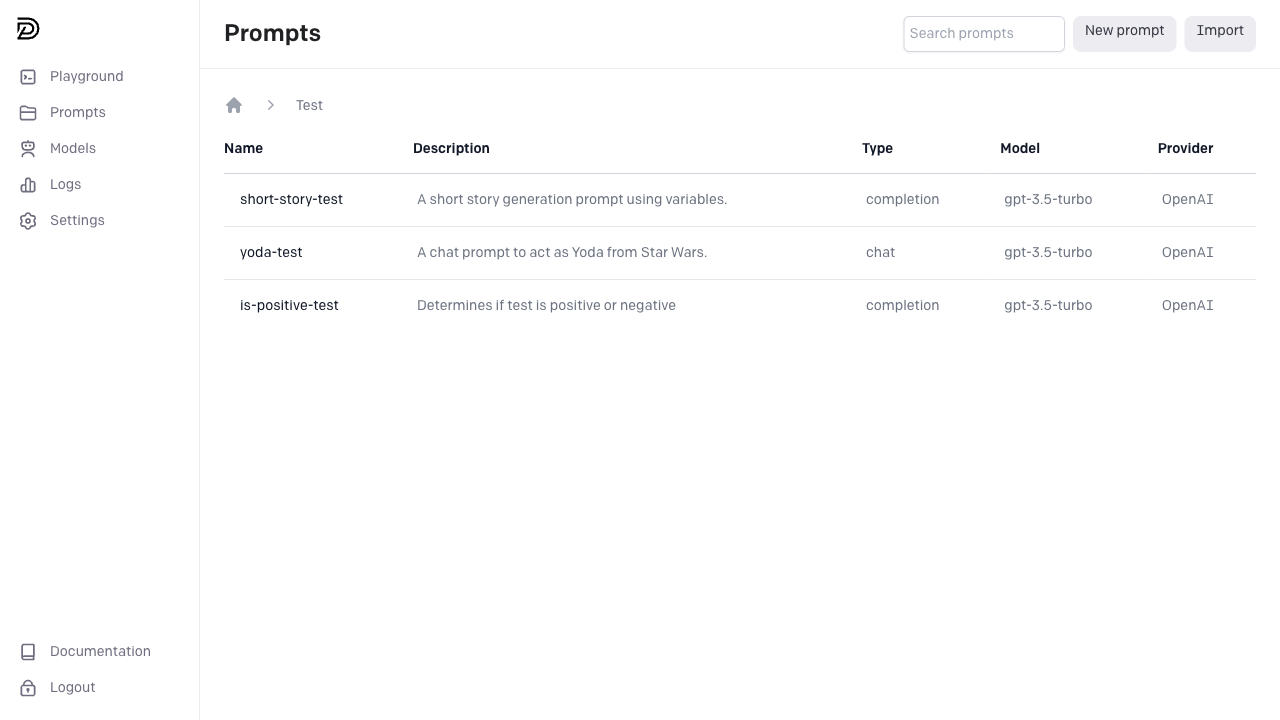 Prompts
Search prompts
New prompt
Import
Playground
Prompts
Models
Logs
Settings
Test
Name Description Type Model Provider
short-story-test A short story generation prompt using variables. completion gpt-3.5-turbo OpenAI
yoda-test A chat prompt to act as Yoda from Star Wars. chat gpt-3.5-turbo OpenAI
is-positive-test Determines if test is positive or negative completion gpt-3.5-turbo OpenAI
Documentation
Logout